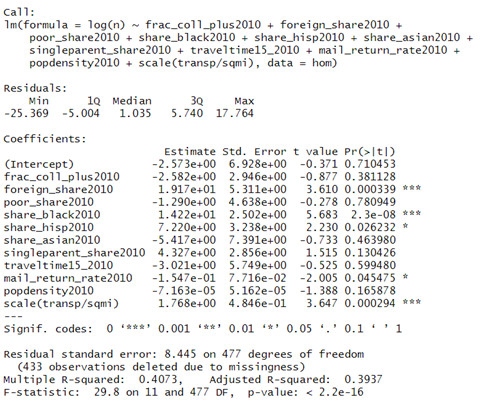 Call:
lm(formula = log(n) ~ frac_coll_plus2010 + foreign_share2010 +
poor_share2010 + share_black2010 + share_hisp2010 + share_asian2010 +
singleparent_share2010 + traveltime15_2010 + mail_return_rate2010 +
popdensity2010 + scale(transp/sqmi), data = hom)
Residuals:
Min 1Q Median 3Q Max
-25.369 -5.004 1.035 5.740 17.764
Coefficients:
Estimate Std. Error t value Pr(>|t|)
(Intercept) -2.573e+00 6.928e+00 -0.371 0.710453
frac_coll_plus2010 -2.582e+00 2.946e+00 -0.877 0.381128
foreign_share2010 1.917e+01 5.311e+00 3.610 0.000339 ***
poor_share2010 -1.290e+00 4.638e+00 -0.278 0.780949
share_black2010 1.422e+01 2.502e+00 5.683 2.3e-08 ***
share_hisp2010 7.220e+00 3.238e+00 2.230 0.026232 *
share_asian2010 -5.417e+00 7.391e+00 -0.733 0.463980
singleparent_share2010 4.327e+00 2.856e+00 1.515 0.130426
traveltime15_2010 -3.021e+00 5.749e+00 -0.525 0.599480
mail_return_rate2010 -1.547e-01 7.716e-02 -2.005 0.045475 *
popdensity2010 -7.163e-05 5.162e-05 -1.388 0.165878
scale(transp/sqmi) 1.768e+00 4.846e-01 3.647 0.000294 ***
---
Signif. codes: 0 ‘***’ 0.001 ‘**’ 0.01 ‘*’ 0.05 ‘.’ 0.1 ‘ ’ 1
Residual standard error: 8.445 on 477 degrees of freedom
(433 observations deleted due to missingness)
Multiple R-squared: 0.4073, Adjusted R-squared: 0.3937
F-statistic: 29.8 on 11 and 477 DF, p-value: < 2.2e-16